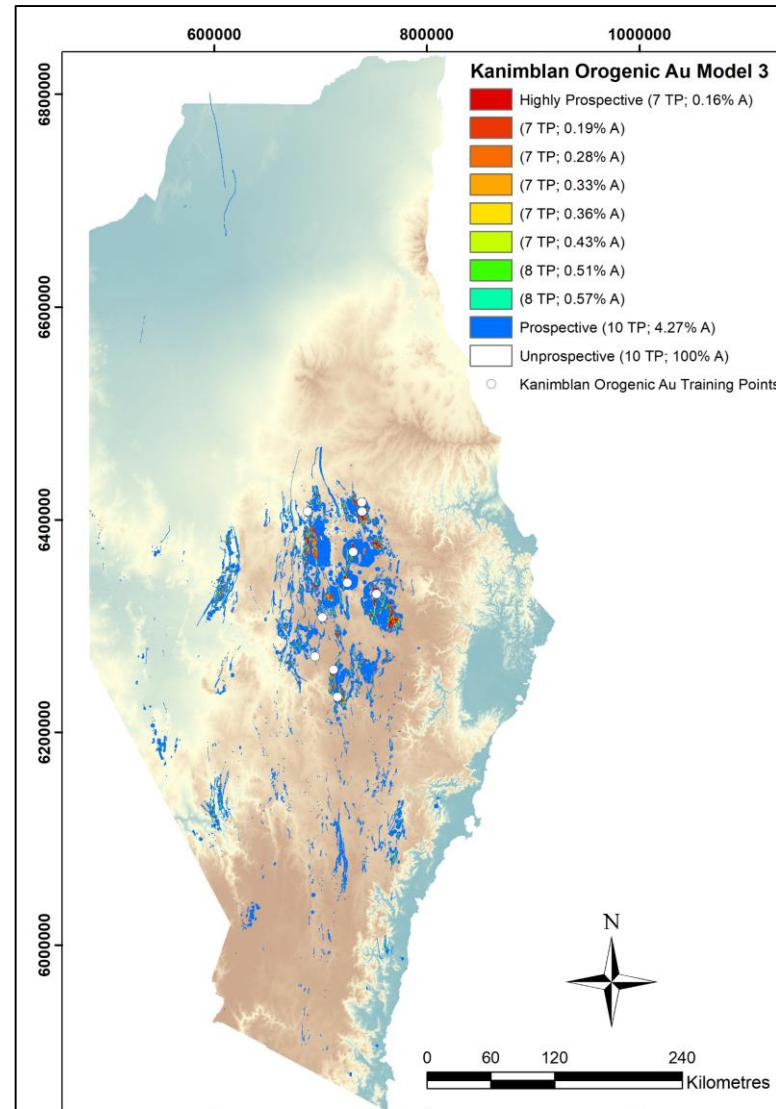 600000 800000 1000000
Kanimblan Orogenic Au Model 3
Highly Prospective (7 TP; 0.16% A)
(7 TP; 0.19% A)
(7 TP; 0.28% A)
(7 TP; 0.33% A)
(7 TP; 0.36% A)
(7 TP; 0.43% A)
(8 TP; 0.51% A)
(8 TP; 0.57% A)
Prospective (10 TP; 4.27% A)
Unprospective (10 TP; 100% A)
Kanimblan Orogenic Au Training Points
6800000
6600000
6400000
6200000
6000000
N
0 60 120 240
Kilometres